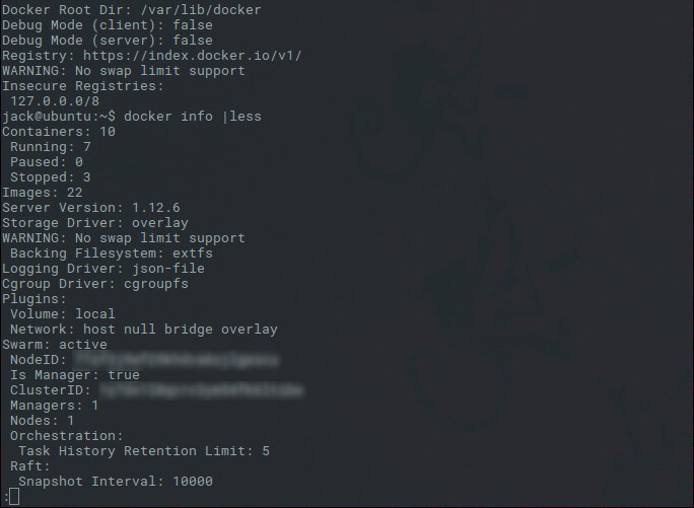 Docker Root Dir: /var/lib/docker
Debug Mode (client): false
Debug Mode (server): false
Registry: https://index.docker.io/v1/
WARNING: No swap limit support
Insecure Registries:
 127.0.0.0/8
jack@ubuntu:~$ docker info |less
Containers: 10
 Running: 7
 Paused: 0
 Stopped: 3
Images: 22
Server Version: 1.12.6
Storage Driver: overlay
WARNING: No swap limit support
 Backing Filesystem: extfs
Logging Driver: json-file
Cgroup Driver: cgroupfs
Plugins:
 Volume: local
 Network: host null bridge overlay
Swarm: active
 NodeID:
 Is Manager: true
 ClusterID:
 Managers: 1
 Nodes: 1
 Orchestration:
  Task History Retention Limit: 5
 Raft:
  Snapshot Interval: 10000
: